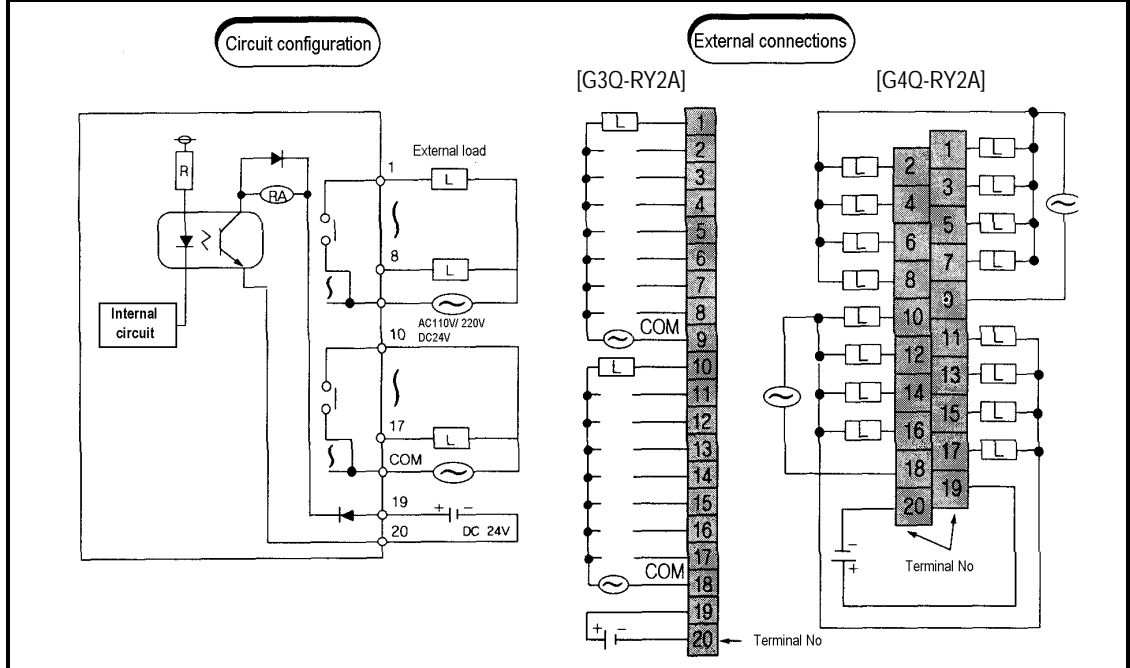 Circuit configuration
External connections
[G3Q-RY2A]
[G4Q-RY2A]
R
RA
Internal
circuit
1
External load
L
8
L
AC110V/ 220V
DC24V
10
17
L
COM
19
+ −
DC 24V
20
L
1
2
3
4
5
6
7
8
COM
9
L
10
11
12
13
14
15
16
17
COM
18
19
+ −
20
Terminal No
1 L
L 2
3 L
L 4
5 L
L 6
7 L
L 8
9
L 10
11 L
L 12
13 L
L 14
15 L
L 16
17 L
18
19
20
−
+
Terminal No